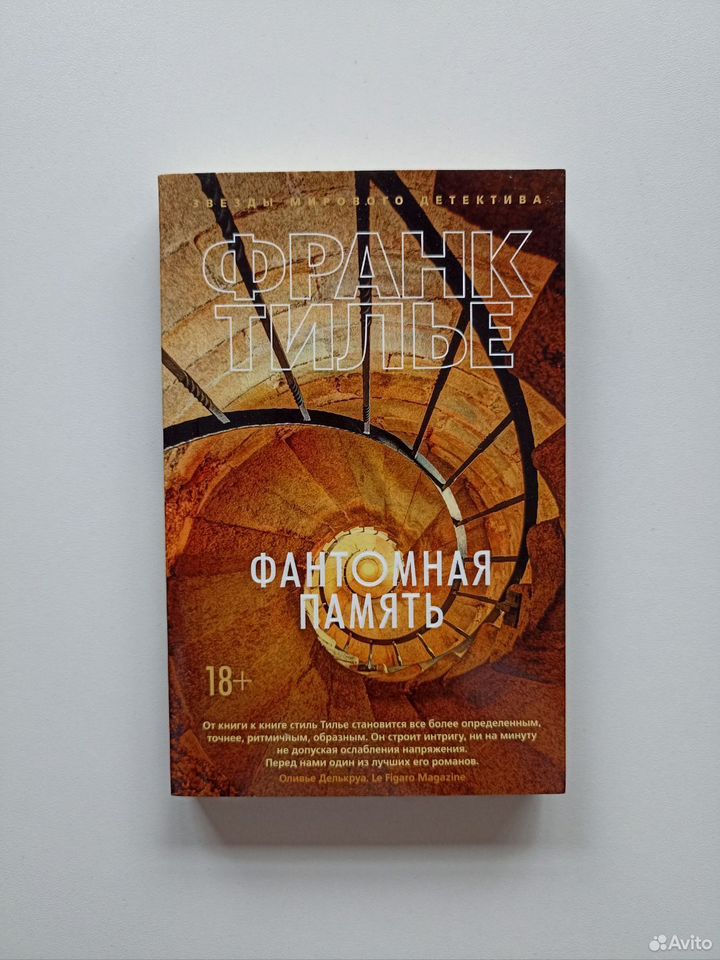 ЗВЕЗДЫ МИРОВОГО ДЕТЕКТИВА
ФРАНК
ТИЛЬЕ
ФАНТОМНАЯ
ПАМЯТЬ
18+
От книги к книге стиль Тилье становится все более определенным,
точнее, ритмичным, образным. Он строит интригу, ни на минуту
не допуская ослабления напряжения.
Перед нами один из лучших его романов.
Оливье Делькруа, Le Figaro Magazine
Avito